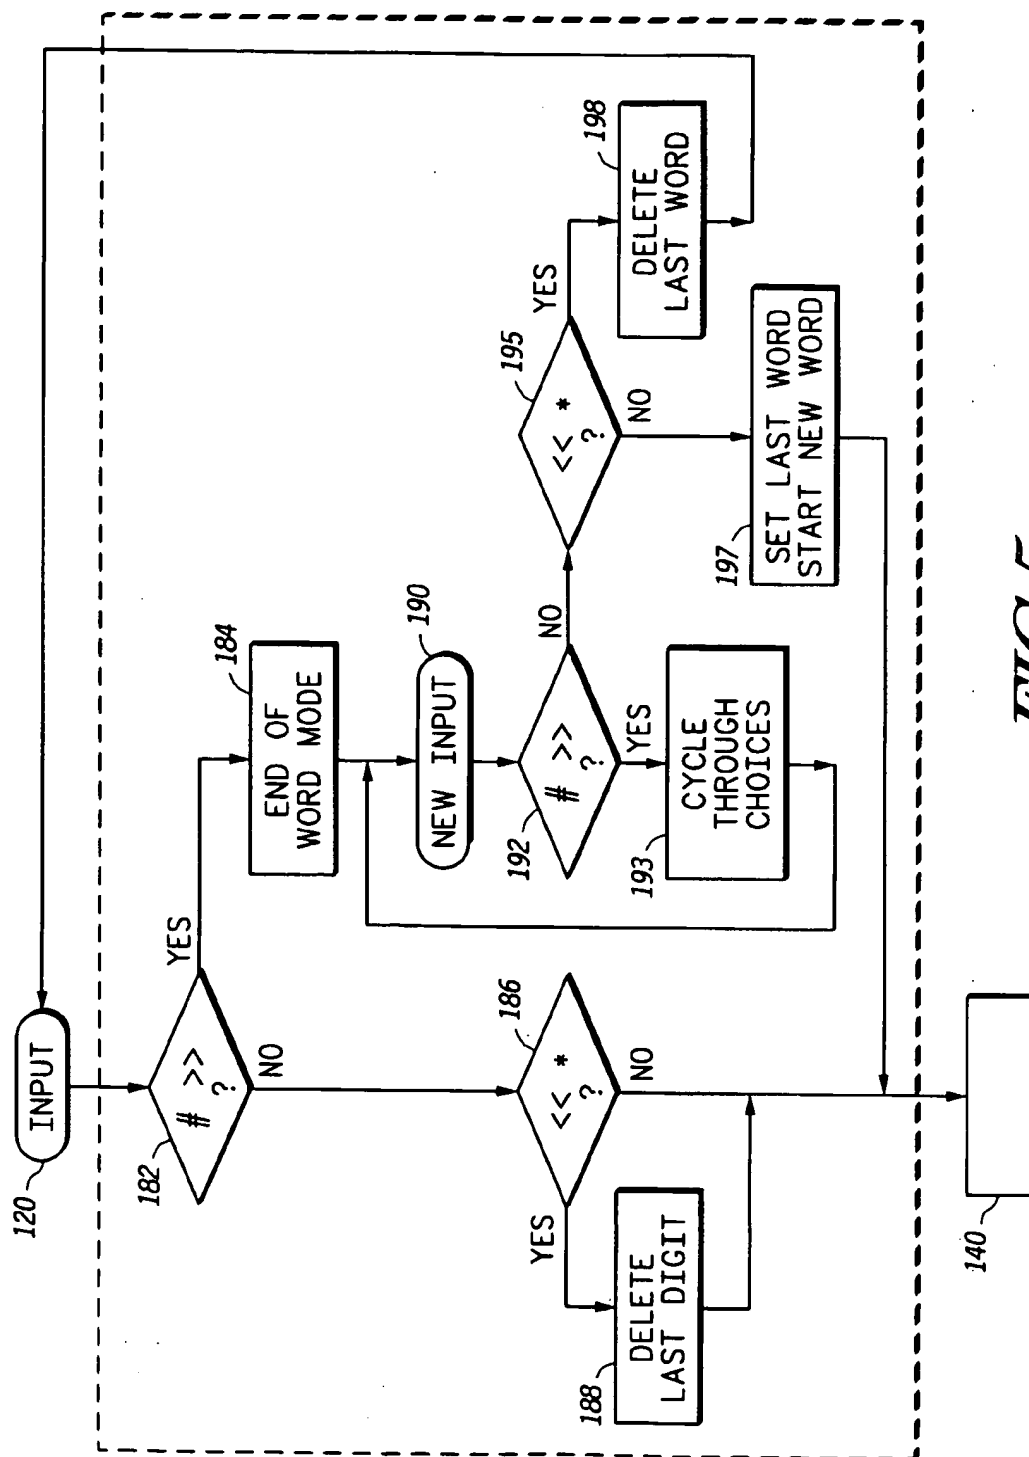 120
INPUT
182
# >>
?
YES
NO
184
END OF
WORD MODE
190
NEW INPUT
192
# >>
?
NO
YES
193
CYCLE
THROUGH
CHOICES
195
<< *
?
YES
NO
198
DELETE
LAST WORD
197
SET LAST WORD
START NEW WORD
186
<< *
?
YES
NO
188
DELETE
LAST DIGIT
140